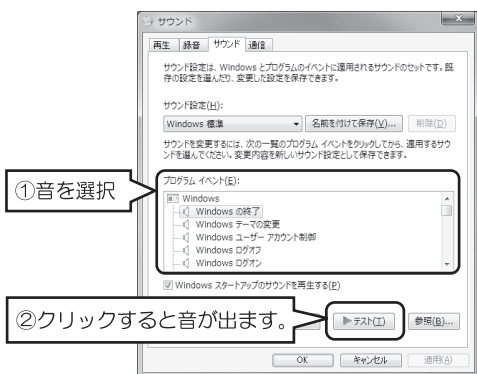 サウンド
再生 録音 サウンド 通信
サウンド設定は、Windows とプログラムのイベントに適用されるサウンドのセットです。既
存の設定を選んだり、変更した設定を保存できます。
サウンド設定(H):
Windows 標準 名前を付けて保存(V)... 削除(D)
サウンドを変更するには、次の一覧のプログラム イベントをクリックしてから、適用するサウ
ンドを選んでください。変更内容を新しいサウンド設定として保存できます。
①音を選択
プログラム イベント(E):
Windows
Windows の終了
Windows テーマの変更
Windows ユーザー アカウント制御
Windows ログオフ
Windows ログオン
Windows スタートアップのサウンドを再生する(P)
②クリックすると音が出ます。
テスト(T) 参照(B)...
OK キャンセル 適用(A)